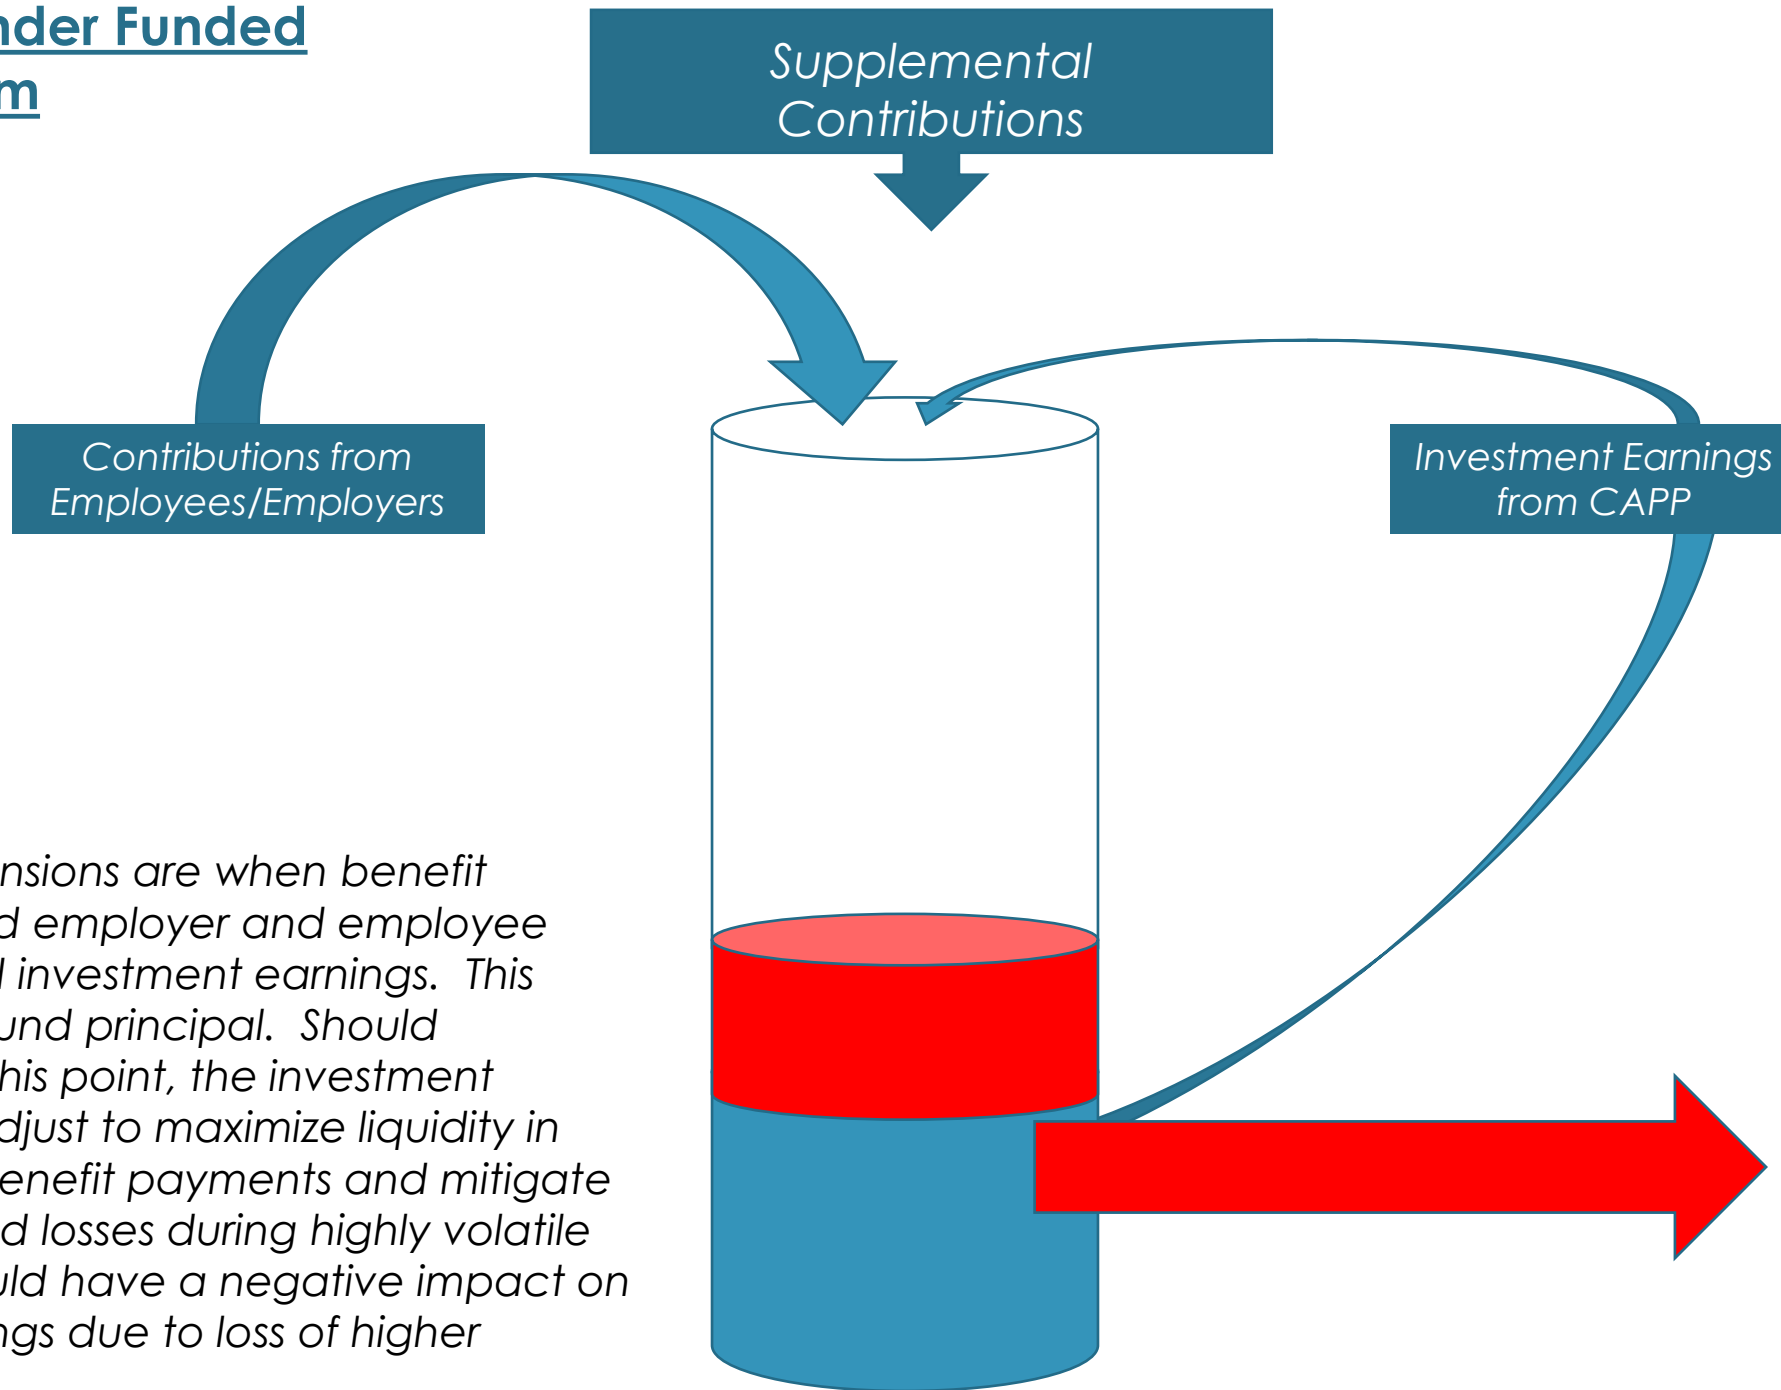 nder Funded
m
Supplemental
Contributions
Contributions from
Employees/Employers
Investment Earnings
from CAPP
nsions are when benefit
d employer and employee
l investment earnings.  This
und principal.  Should
his point, the investment
djust to maximize liquidity in
enefit payments and mitigate
d losses during highly volatile
uld have a negative impact on
ngs due to loss of higher